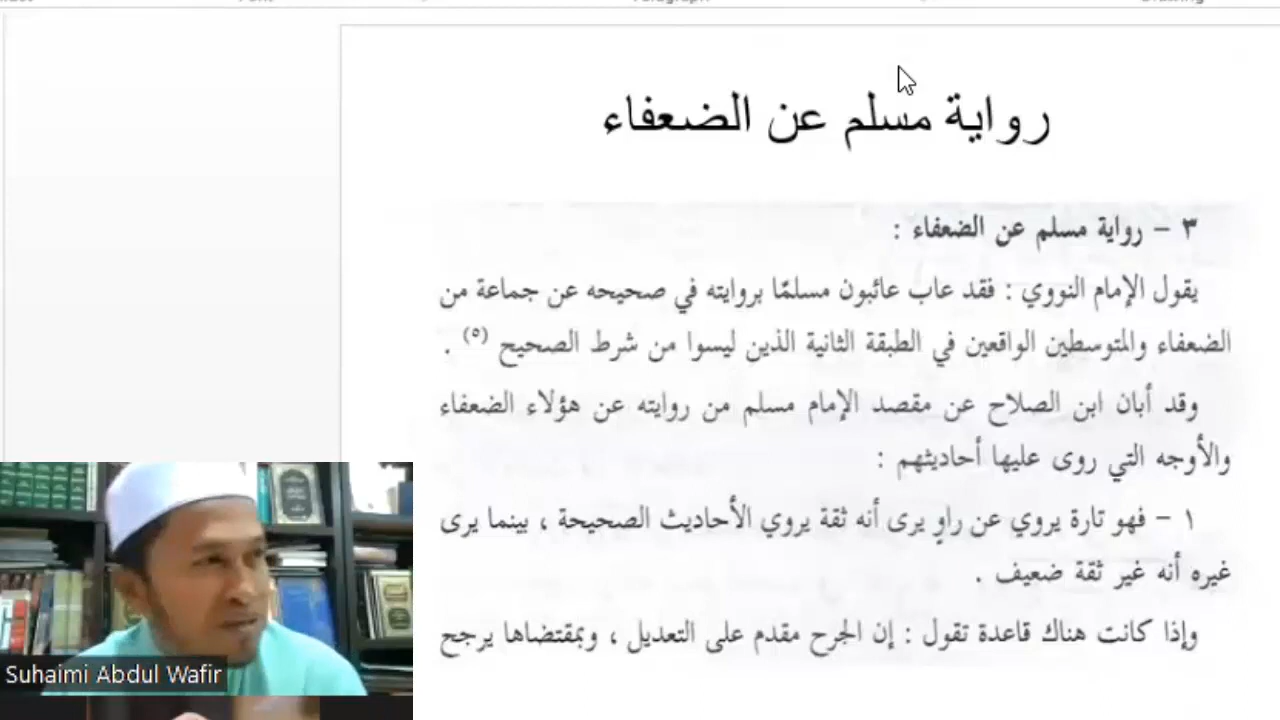 رواية مسلم عن الضعفاء
٣ – رواية مسلم عن الضعفاء :
يقول الإمام النووي : فقد عاب عائبون مسلمًا بروايته في صحيحه عن جماعة من
الضعفاء والمتوسطين الواقعين في الطبقة الثانية الذين ليسوا من شرط الصحيح (٥) .
وقد أبان ابن الصلاح عن مقصد الإمام مسلم من روايته عن هؤلاء الضعفاء
والأوجه التي روى عليها أحاديثهم :
١ – فهو تارة يروي عن راوٍ يرى أنه ثقة يروي الأحاديث الصحيحة ، بينما يرى
غيره أنه غير ثقة ضعيف .
وإذا كانت هناك قاعدة تقول : إن الجرح مقدم على التعديل ، وبمقتضاها يرجح
Suhaimi Abdul Wafir